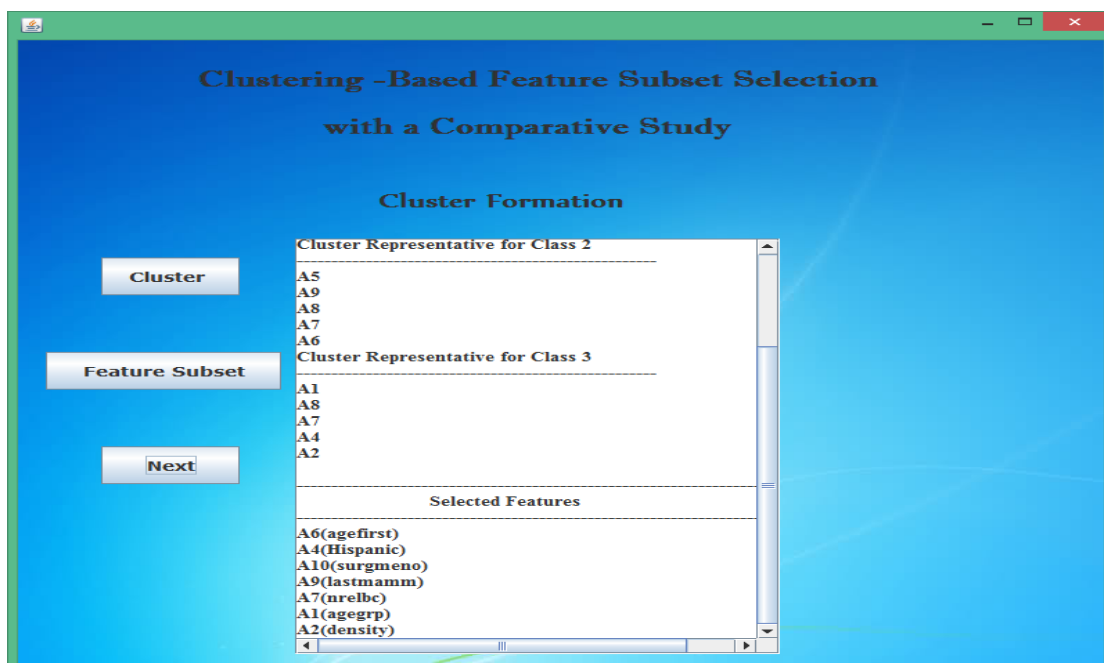 Clustering -Based Feature Subset Selection
with a Comparative Study
Cluster Formation
Cluster
Feature Subset
Next
Cluster Representative for Class 2
A5
A9
A8
A7
A6
Cluster Representative for Class 3
A1
A8
A7
A4
A2
Selected Features
A6(agefirst)
A4(Hispanic)
A10(surgmeno)
A9(lastmamm)
A7(nrelbc)
A1(agegrp)
A2(density)